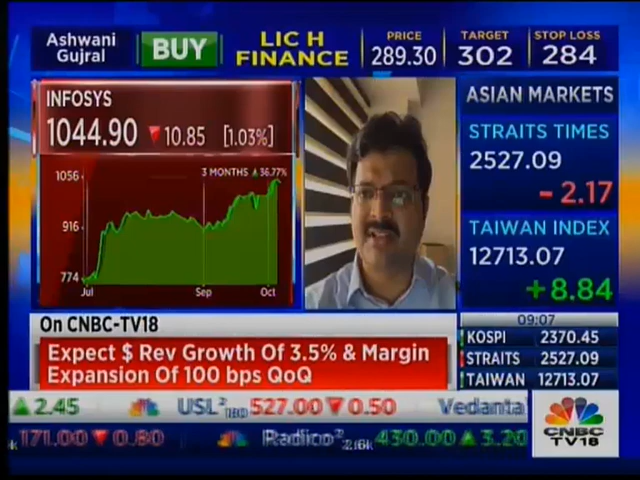 Ashwani Gujral
BUY
LIC H FINANCE
PRICE 289.30
TARGET 302
STOP LOSS 284
INFOSYS
1044.90 ▼ 10.85 [1.03%]
3 MONTHS ▲ 36.77%
1056
916
774
Jul Sep Oct
ASIAN MARKETS
STRAITS TIMES
2527.09
- 2.17
TAIWAN INDEX
12713.07
+ 8.84
09:07
KOSPI 2370.45
STRAITS 2527.09
TAIWAN 12713.07
On CNBC-TV18
Expect $ Rev Growth Of 3.5% & Margin
Expansion Of 100 bps QoQ
▲ 2.45 USL² 527.00 ▼ 0.50 Vedanta
171.00 ▼ 0.80 Radico² 2.6k 430.00 ▲ 3.20
CNBC
TV18